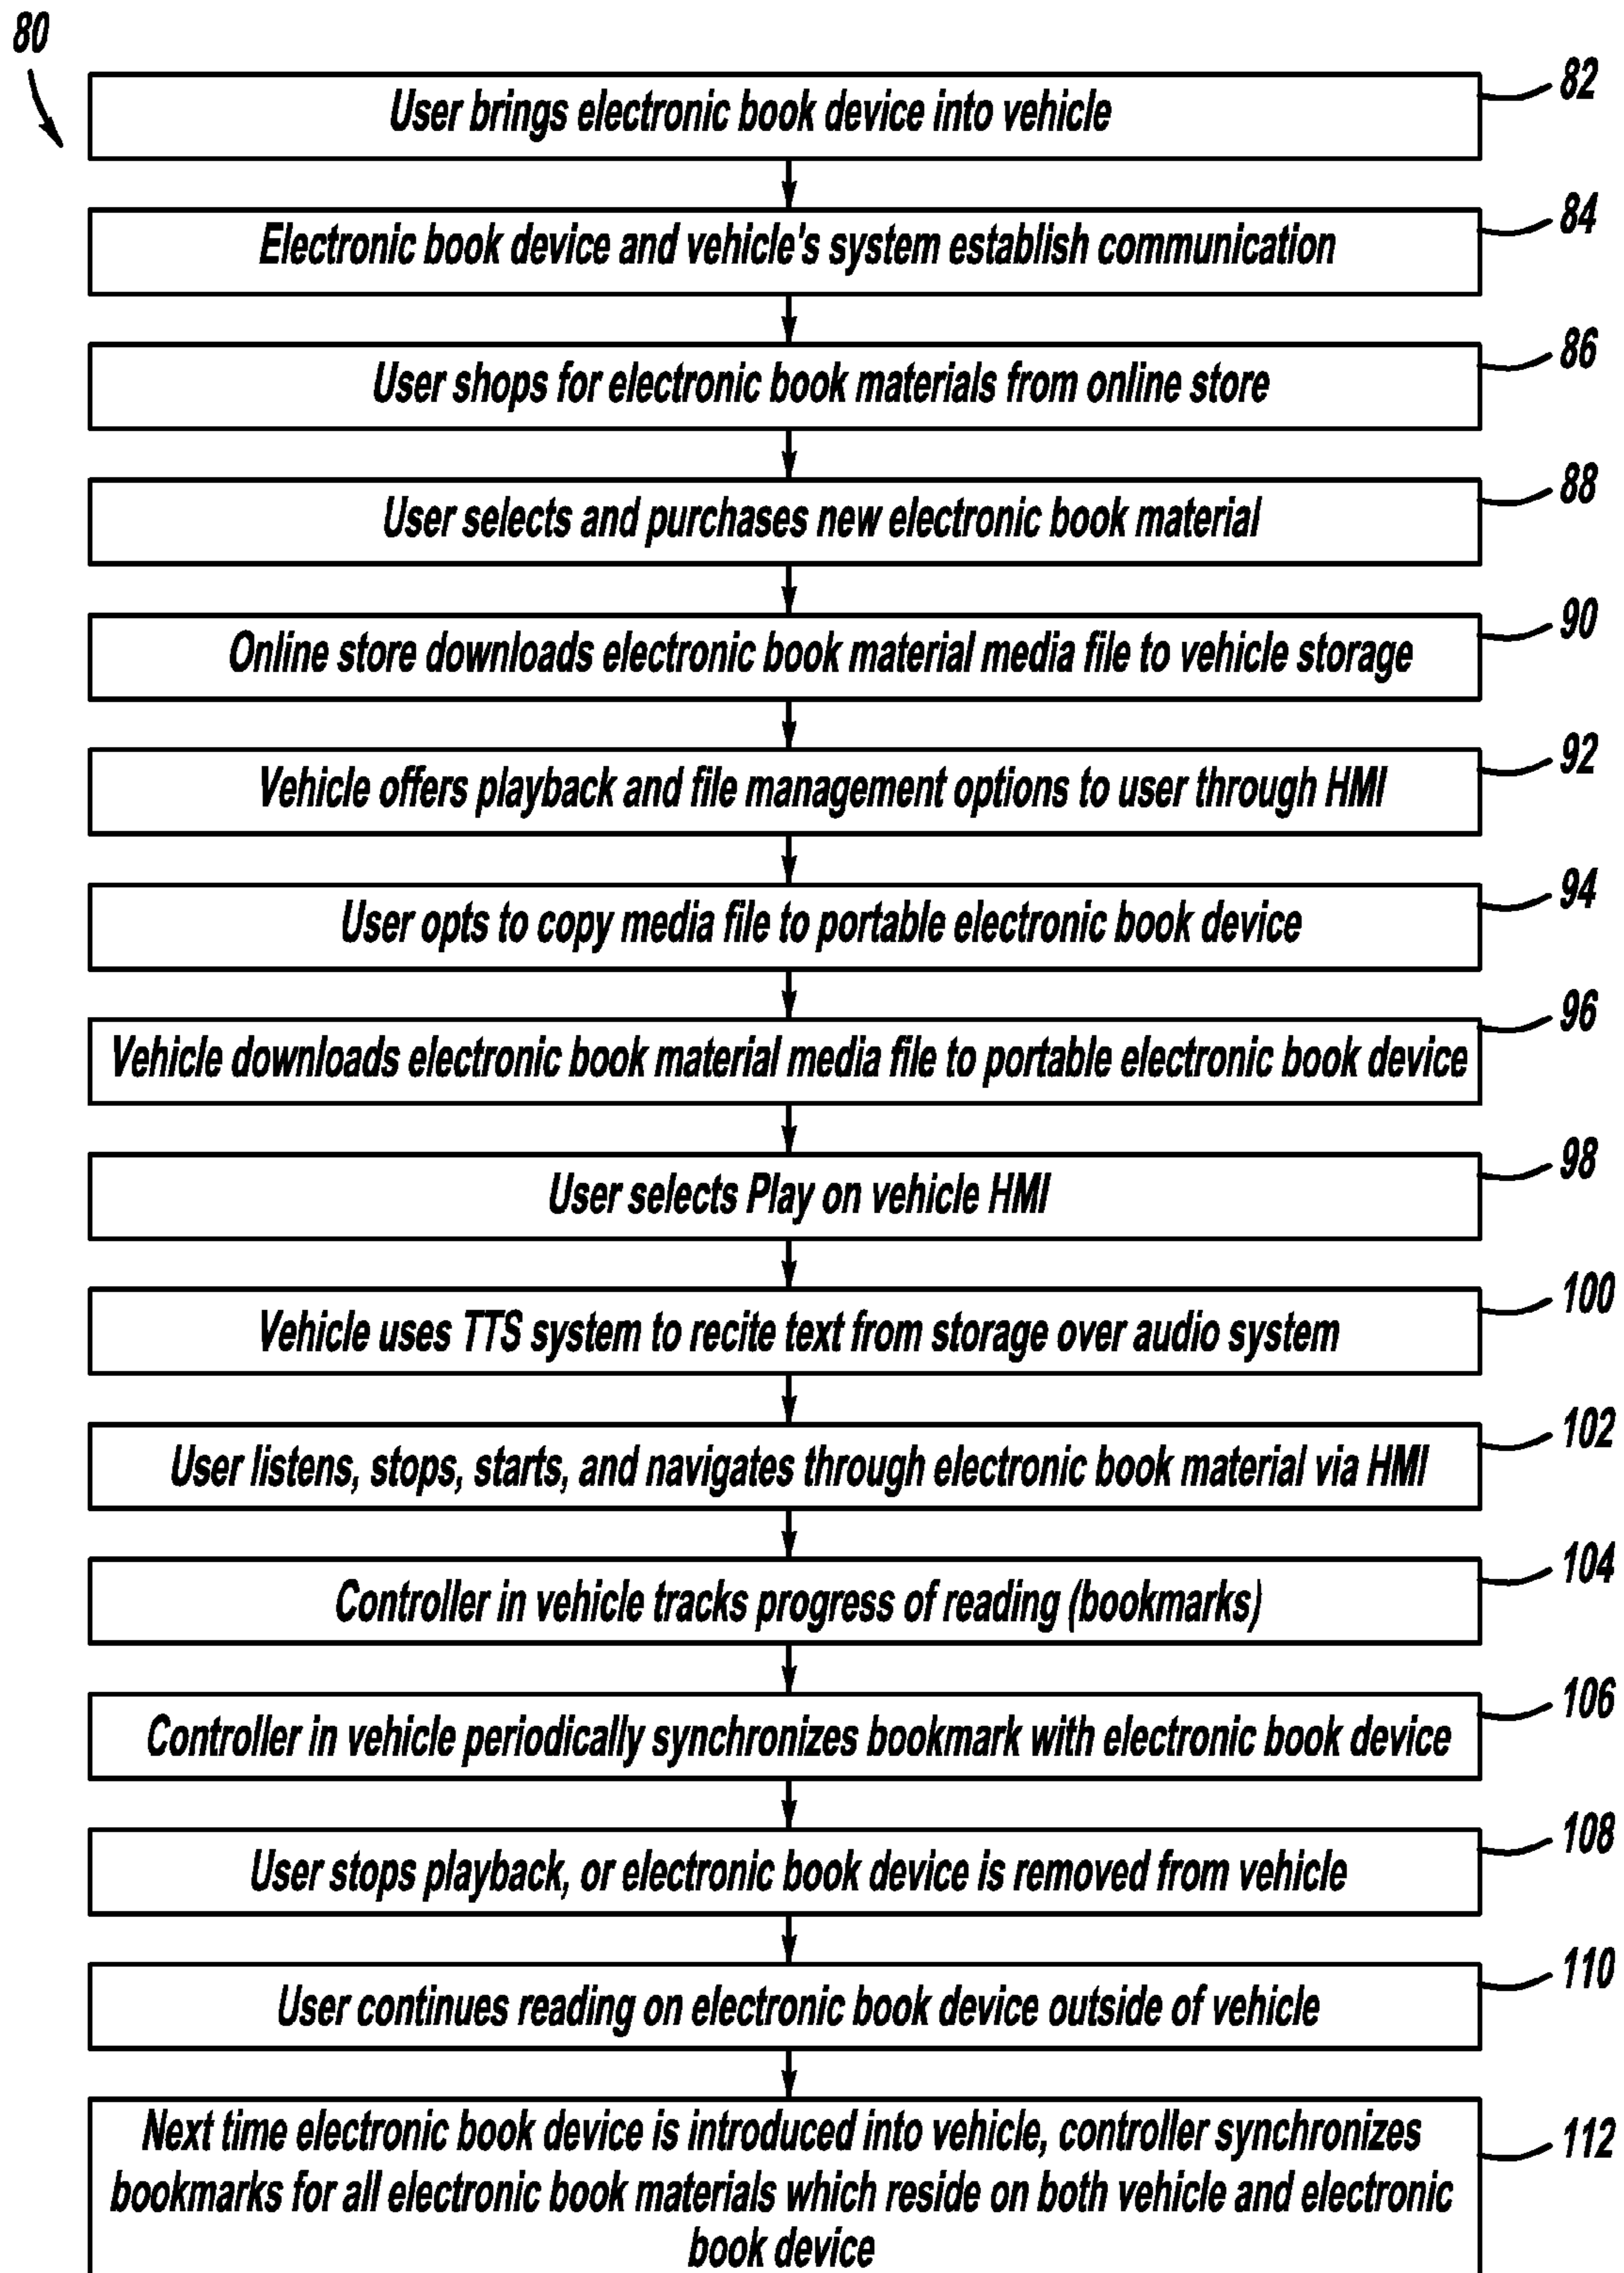 80
User brings electronic book device into vehicle
82
Electronic book device and vehicle's system establish communication
84
User shops for electronic book materials from online store
86
User selects and purchases new electronic book material
88
Online store downloads electronic book material media file to vehicle storage
90
Vehicle offers playback and file management options to user through HMI
92
User opts to copy media file to portable electronic book device
94
Vehicle downloads electronic book material media file to portable electronic book device
96
User selects Play on vehicle HMI
98
Vehicle uses TTS system to recite text from storage over audio system
100
User listens, stops, starts, and navigates through electronic book material via HMI
102
Controller in vehicle tracks progress of reading (bookmarks)
104
Controller in vehicle periodically synchronizes bookmark with electronic book device
106
User stops playback, or electronic book device is removed from vehicle
108
User continues reading on electronic book device outside of vehicle
110
Next time electronic book device is introduced into vehicle, controller synchronizes
bookmarks for all electronic book materials which reside on both vehicle and electronic
book device
112